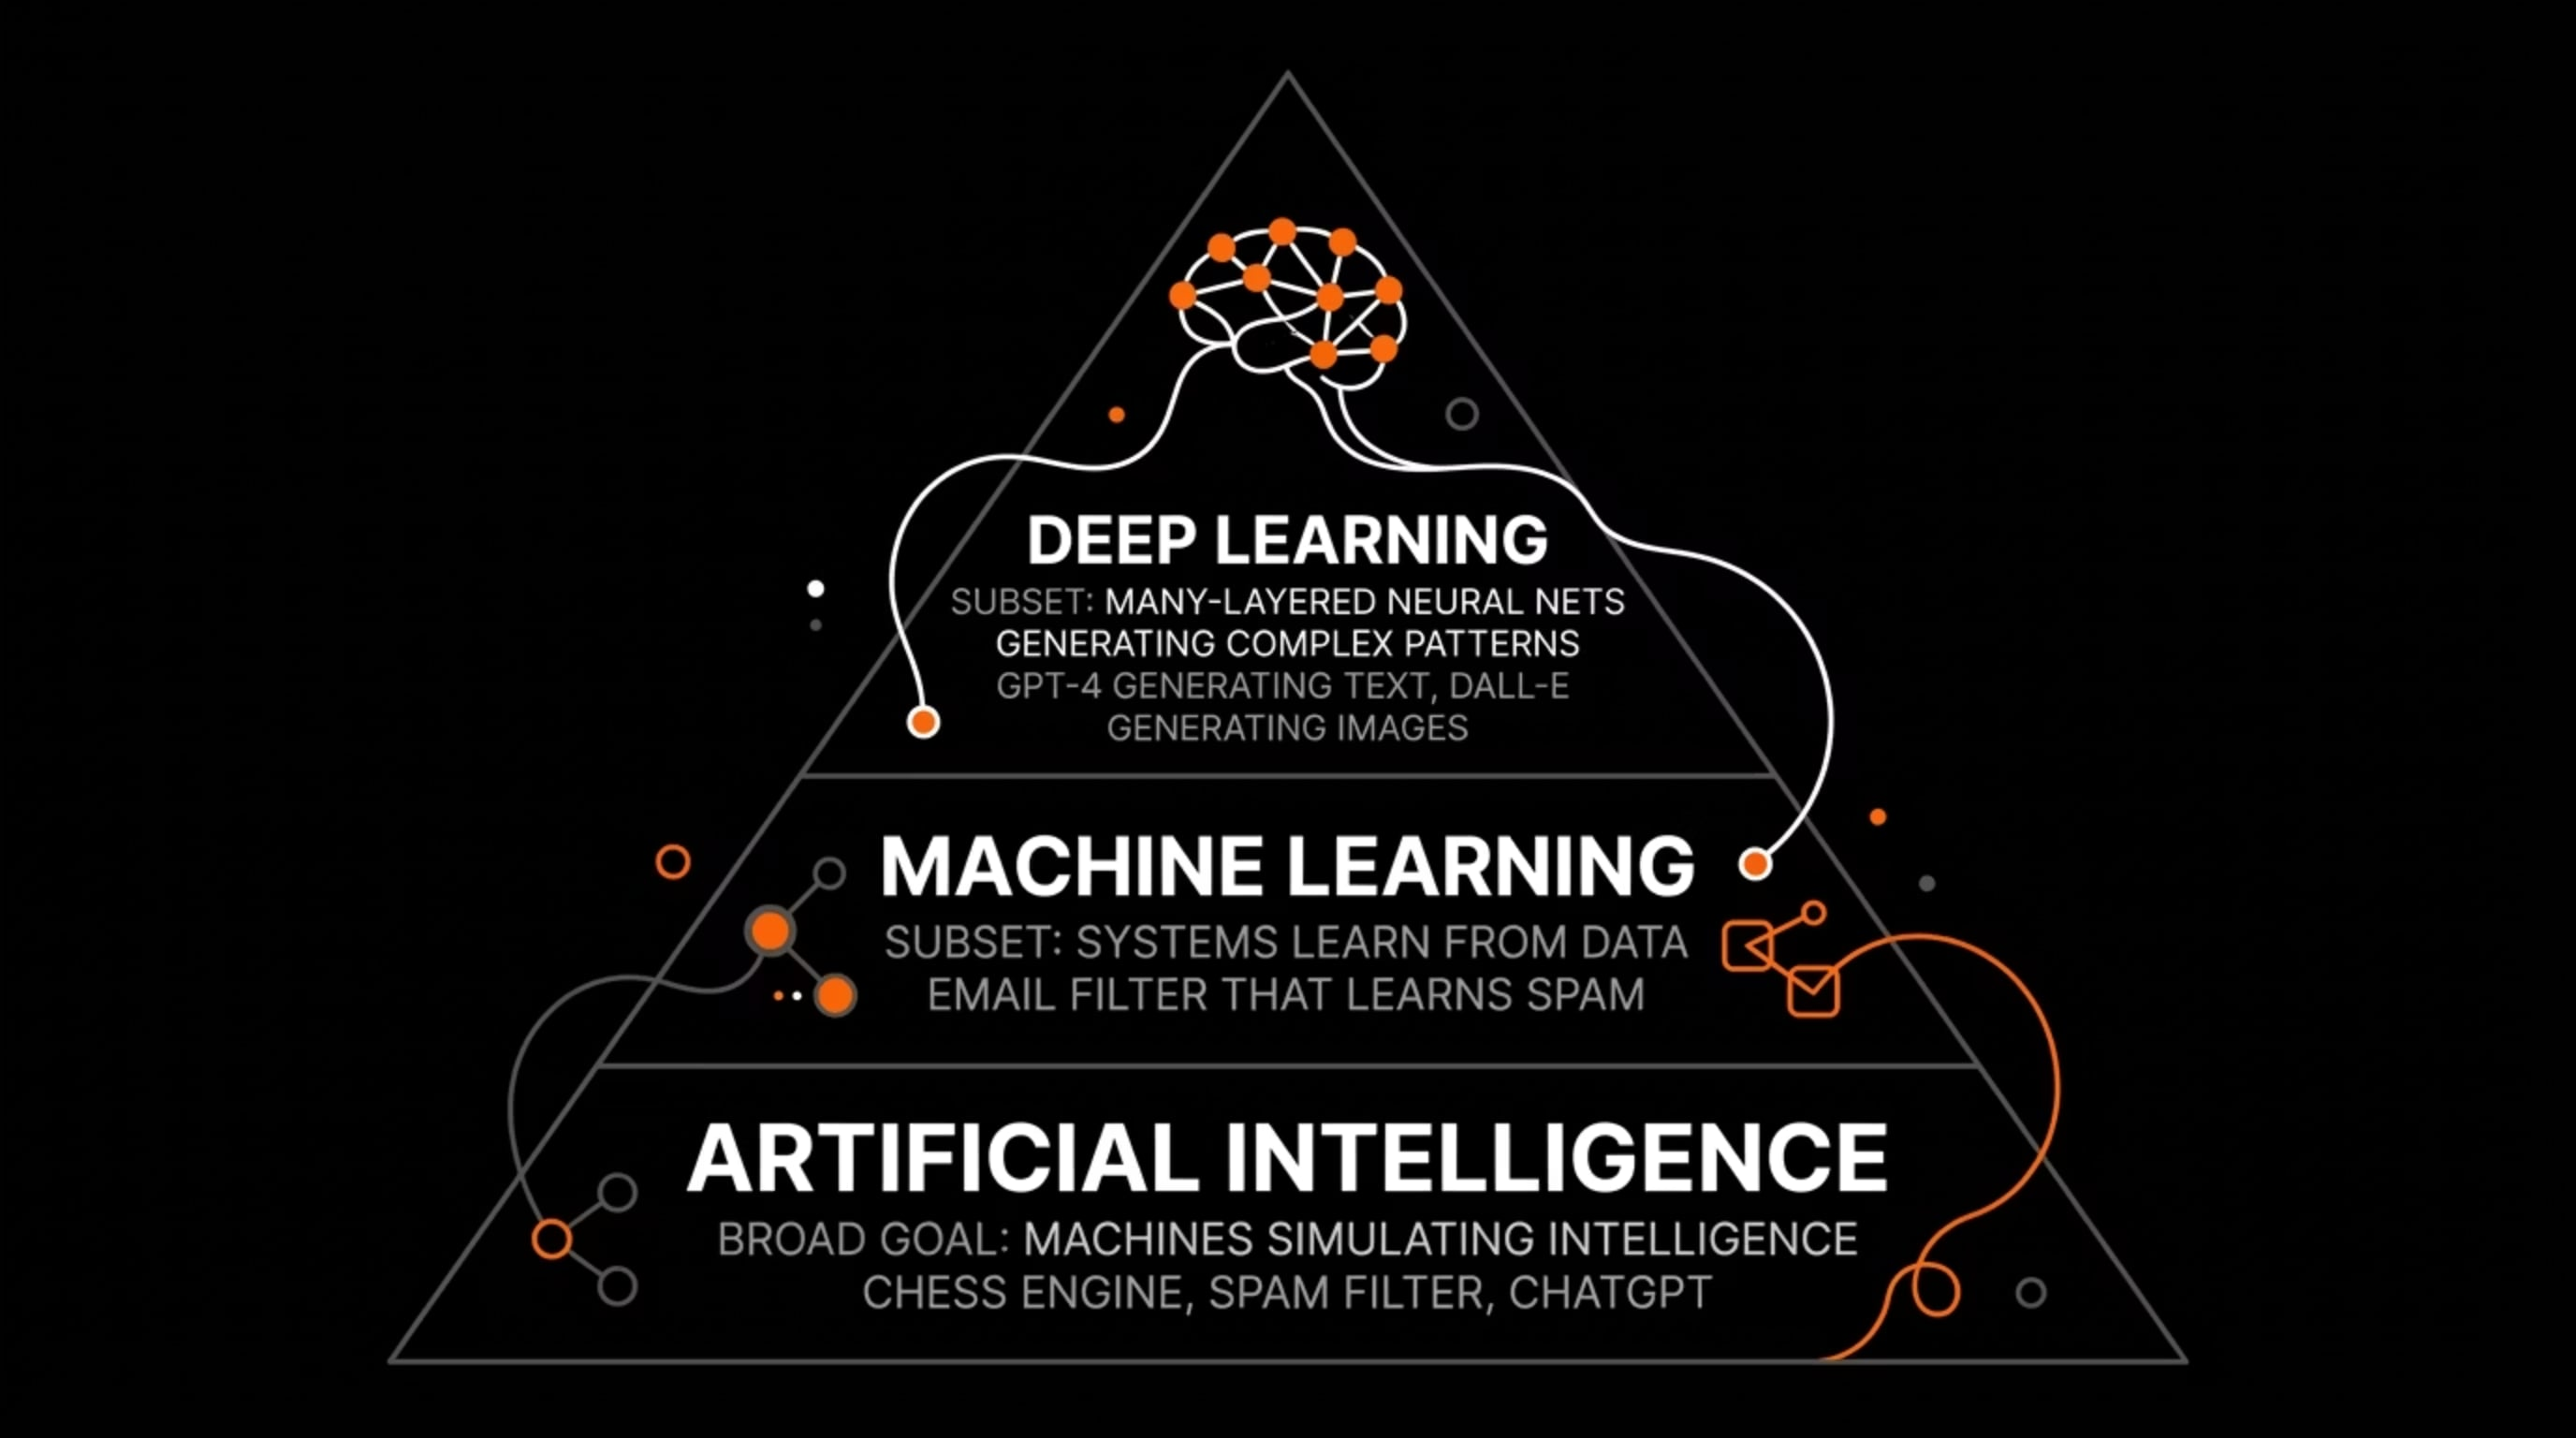 DEEP LEARNING
SUBSET: MANY-LAYERED NEURAL NETS
GENERATING COMPLEX PATTERNS
GPT-4 GENERATING TEXT, DALL-E
GENERATING IMAGES
MACHINE LEARNING
SUBSET: SYSTEMS LEARN FROM DATA
EMAIL FILTER THAT LEARNS SPAM
ARTIFICIAL INTELLIGENCE
BROAD GOAL: MACHINES SIMULATING INTELLIGENCE
CHESS ENGINE, SPAM FILTER, CHATGPT